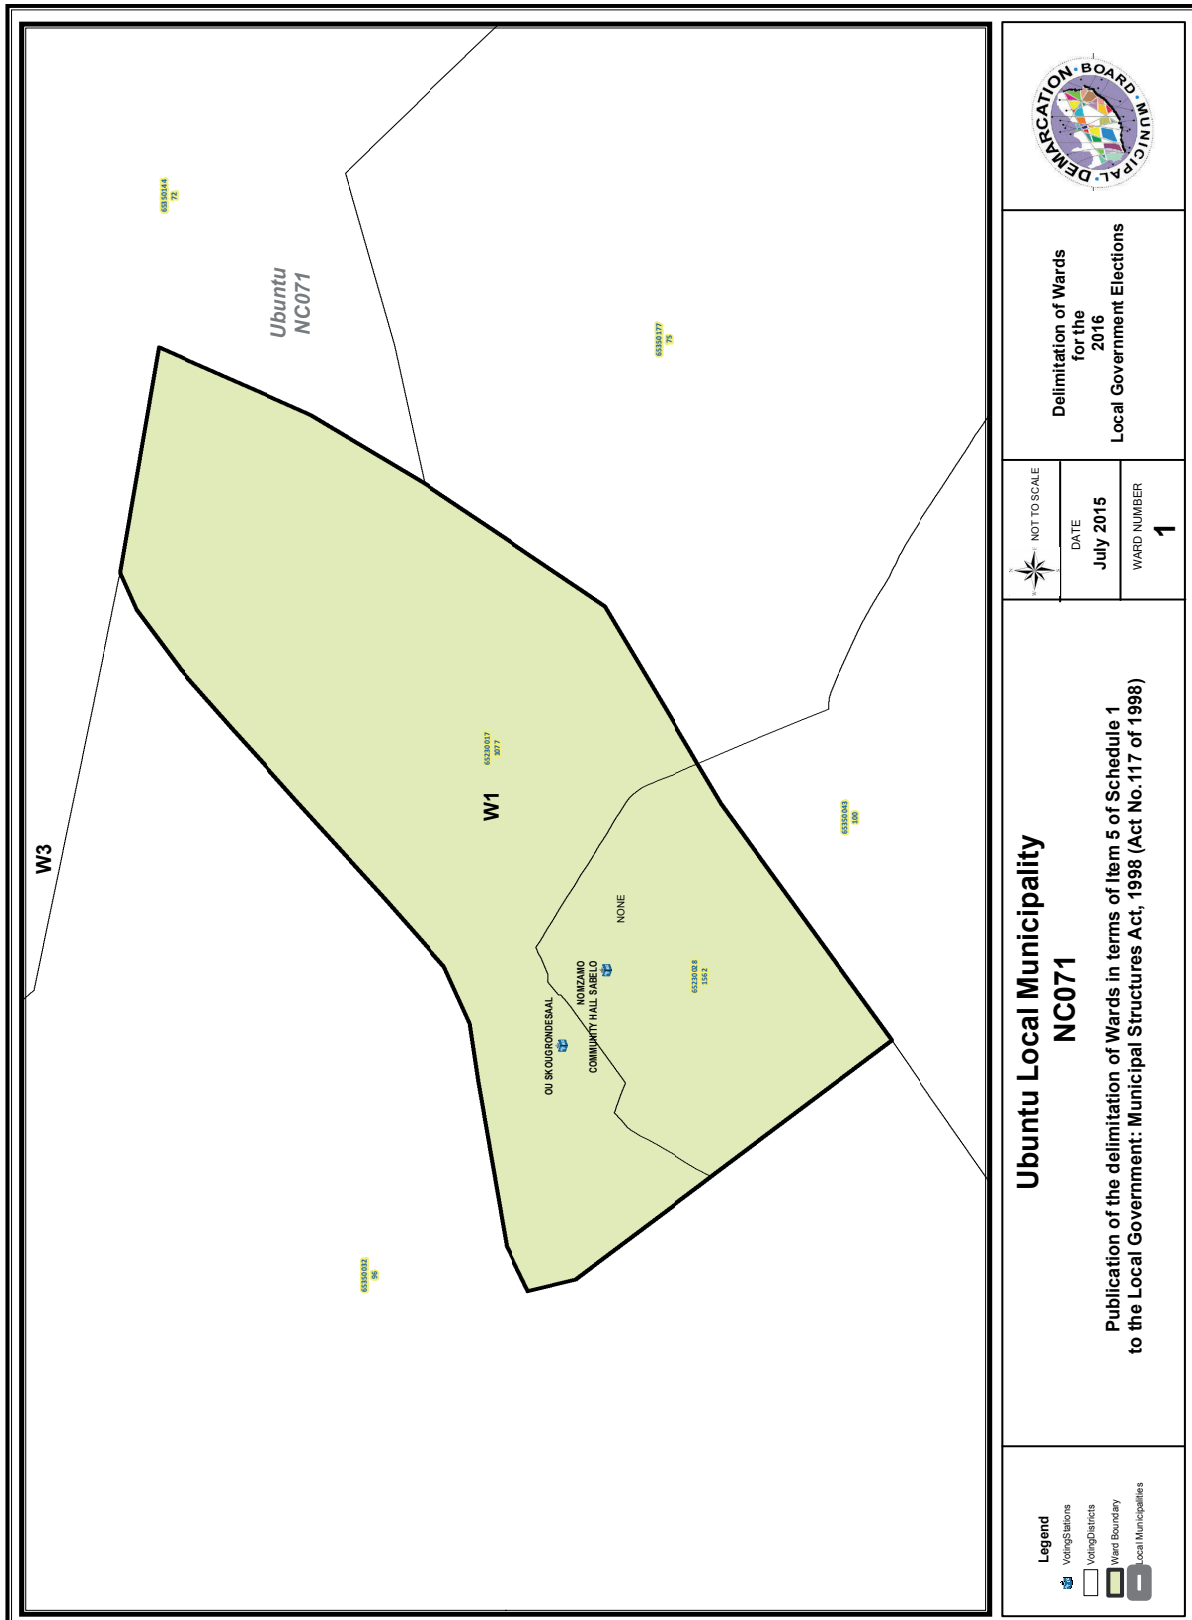 W3
65350144
72
Ubuntu
NC071
65350177
75
65230017
1077
W1
65350043
100
NONE
NOMZAMO
COMMUNITY HALL SABELO
OU SKOUGRONDESAAL
65230028
1562
65350032
96
Legend
VotingStations
VotingDistricts
Ward Boundary
Local Municipalities
Ubuntu Local Municipality
NC071
Publication of the delimitation of Wards in terms of Item 5 of Schedule 1
to the Local Government: Municipal Structures Act, 1998 (Act No.117 of 1998)
NOT TO SCALE
DATE
July 2015
WARD NUMBER
1
Delimitation of Wards
for the
2016
Local Government Elections
MUNICIPAL · DEMARCATION · BOARD ·